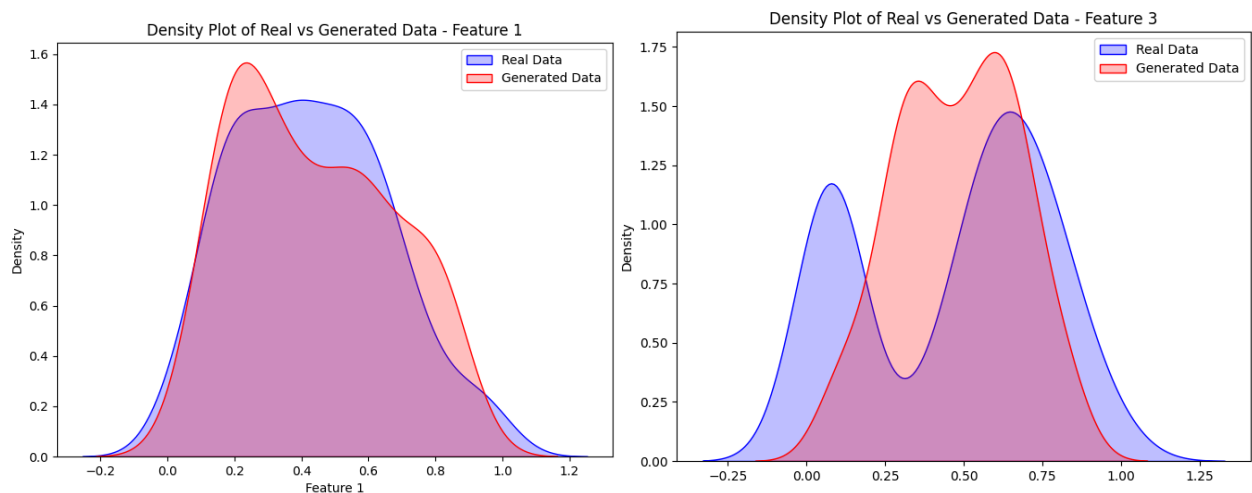 Density Plot of Real vs Generated Data - Feature 1
Real Data
Generated Data
1.6
1.4
1.2
1.0
0.8
0.6
0.4
0.2
0.0
Density
−0.2 0.0 0.2 0.4 0.6 0.8 1.0 1.2
Feature 1
Density Plot of Real vs Generated Data - Feature 3
Real Data
Generated Data
1.75
1.50
1.25
1.00
0.75
0.50
0.25
0.00
Density
−0.25 0.00 0.25 0.50 0.75 1.00 1.25